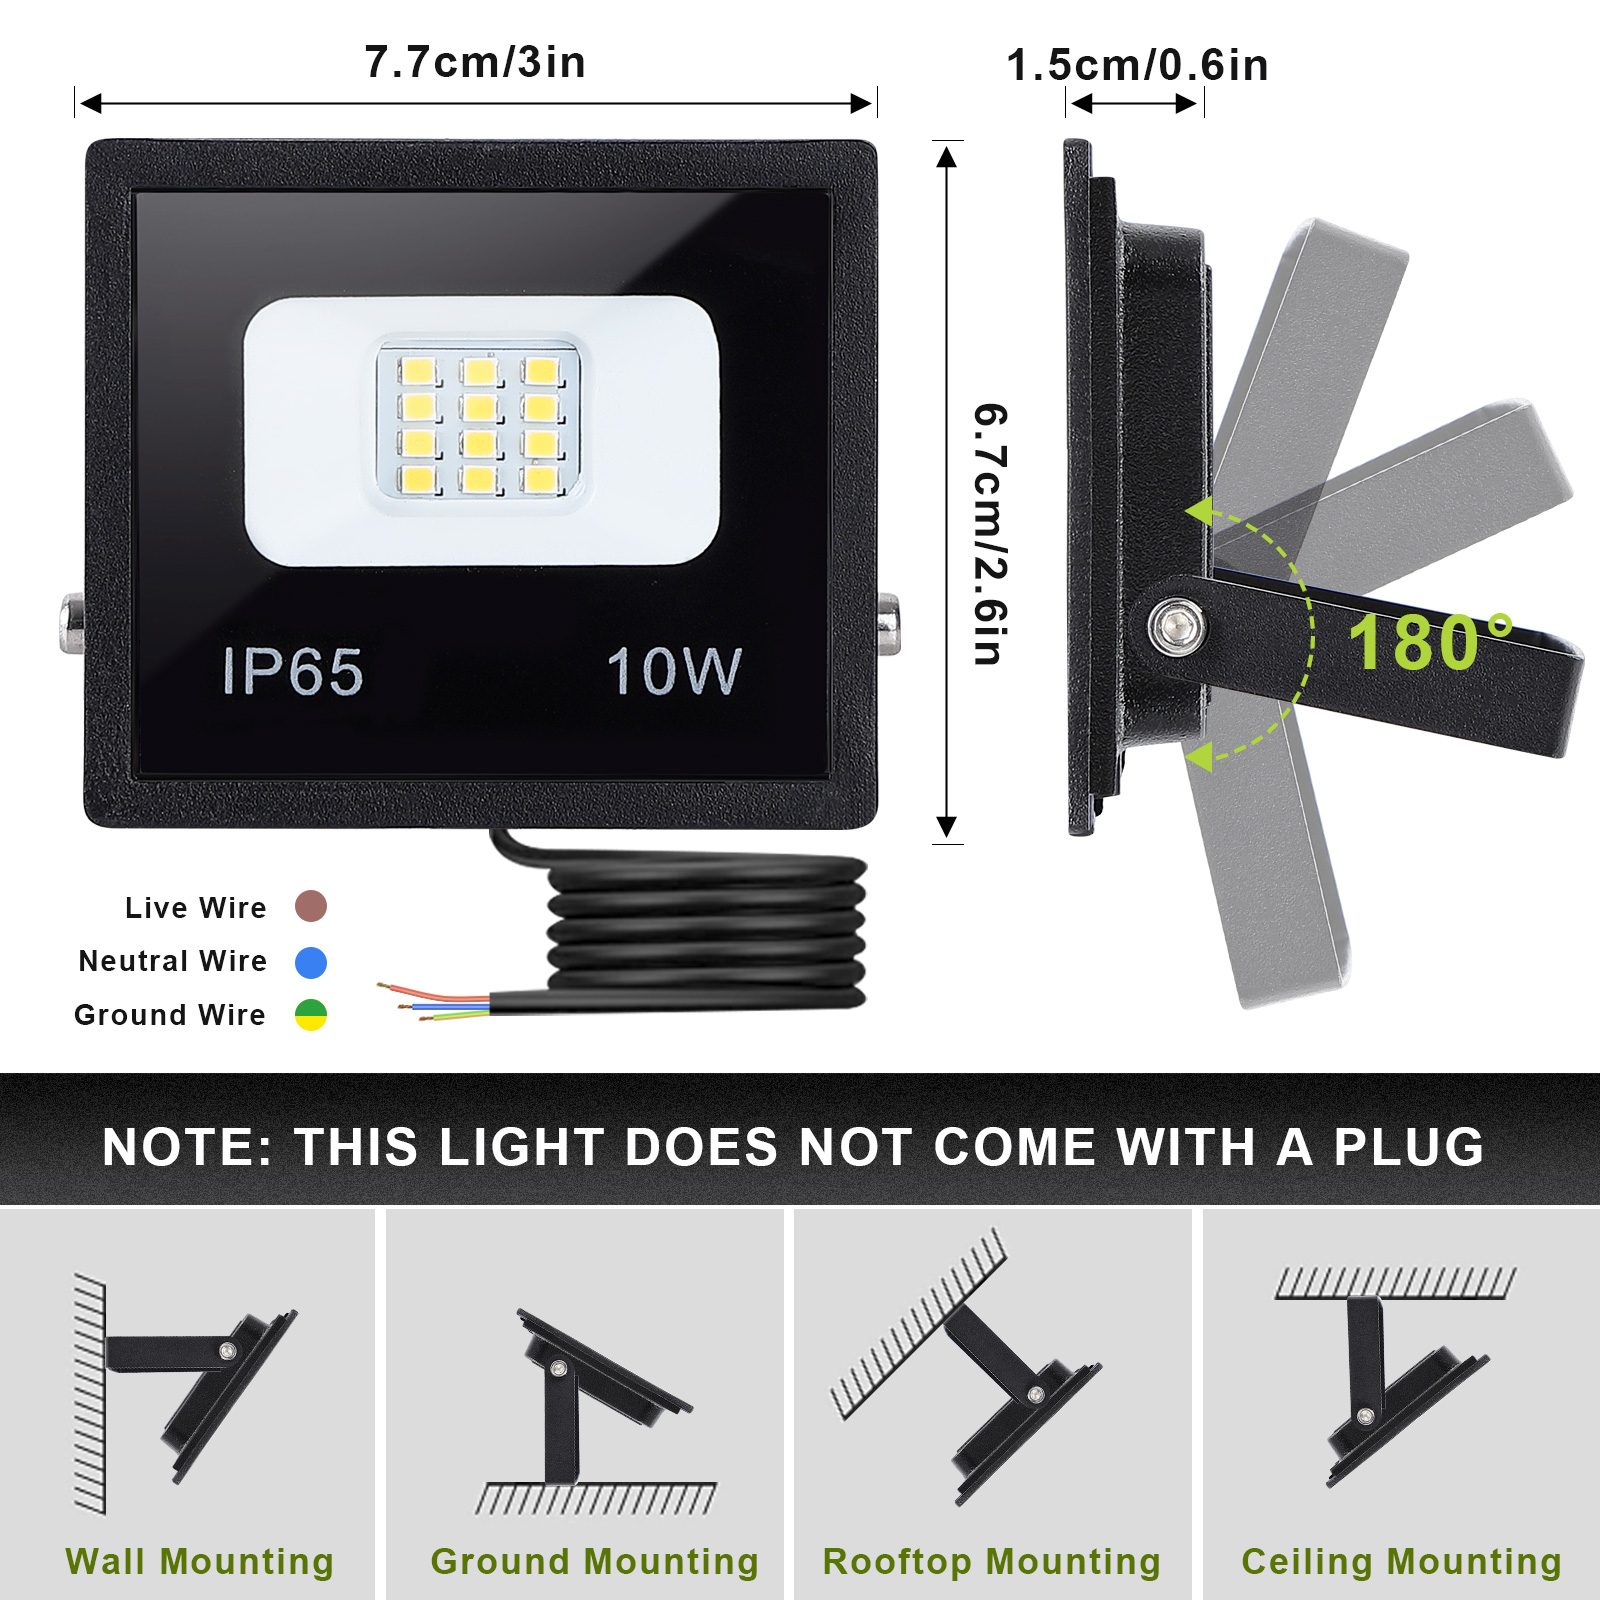 7.7cm/3in
1.5cm/0.6in
6.7cm/2.6in
IP65
10W
180°
Live Wire
Neutral Wire
Ground Wire
NOTE: THIS LIGHT DOES NOT COME WITH A PLUG
Wall Mounting
Ground Mounting
Rooftop Mounting
Ceiling Mounting